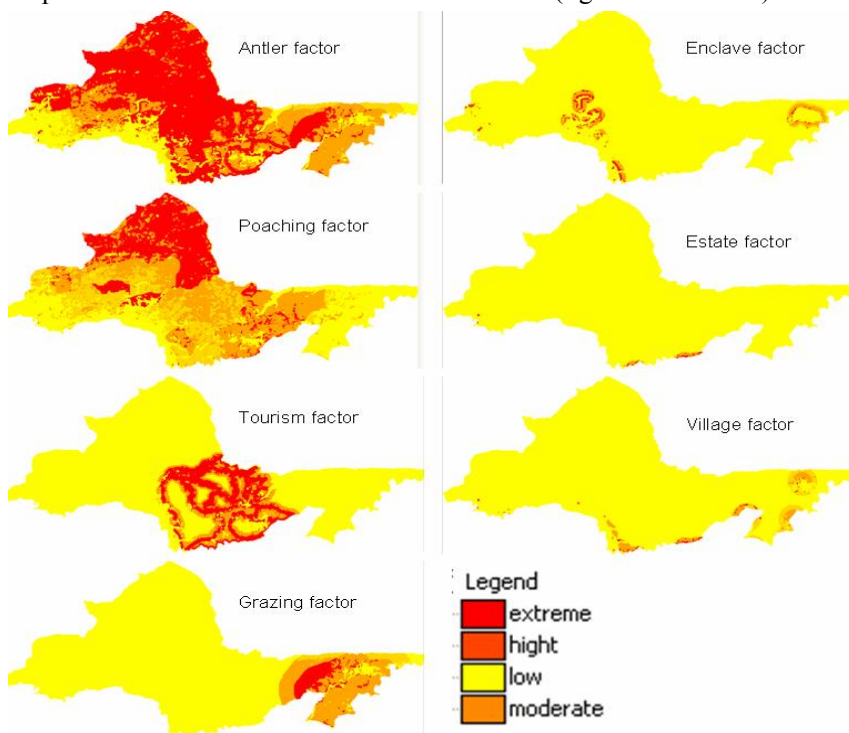 Antler factor
Enclave factor
Poaching factor
Estate factor
Tourism factor
Village factor
Grazing factor
Legend
extreme
hight
low
moderate